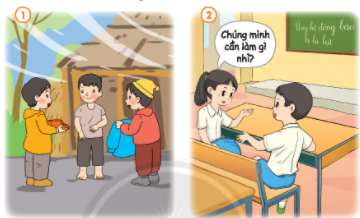 1
2
Chúng mình
cần làm gì
nhỉ?
Ủng hộ đồng bào
lũ lụt